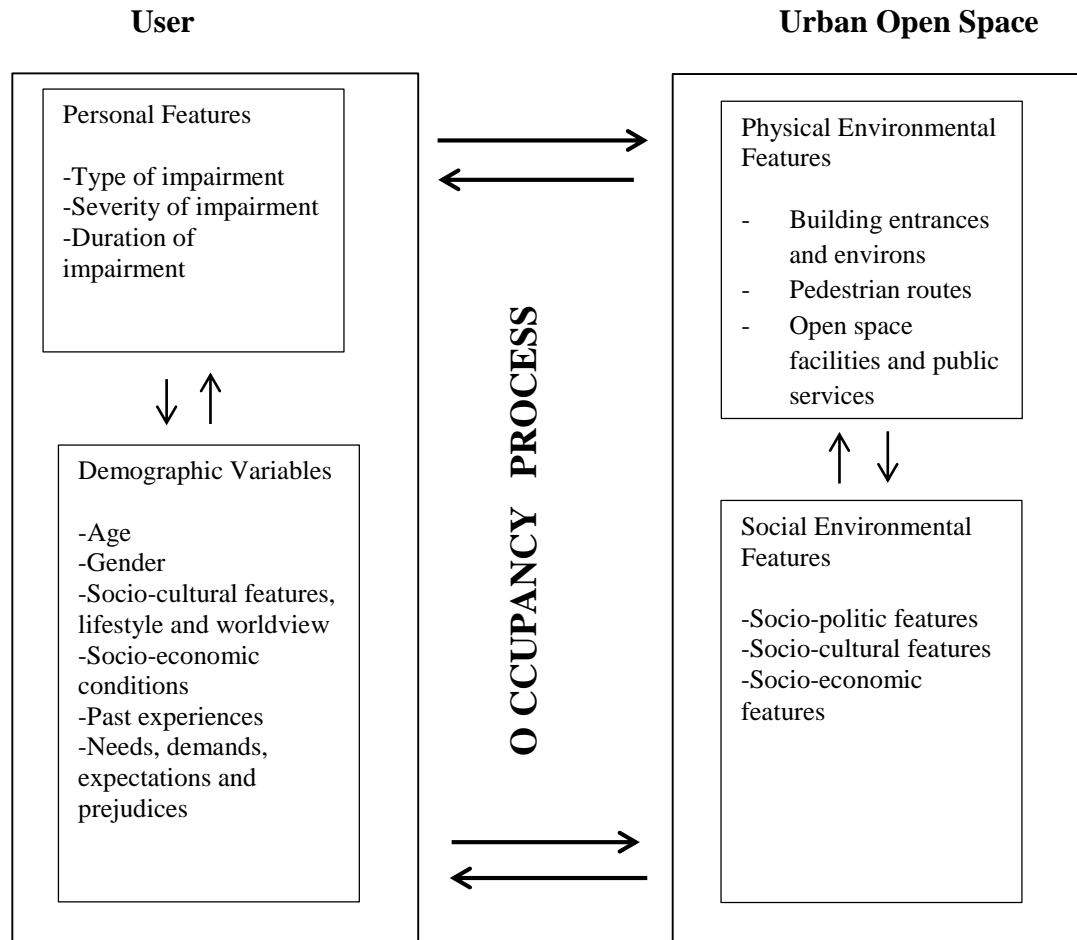 User
Urban Open Space
Personal Features
-Type of impairment
-Severity of impairment
-Duration of
impairment
Demographic Variables
-Age
-Gender
-Socio-cultural features,
lifestyle and worldview
-Socio-economic
conditions
-Past experiences
-Needs, demands,
expectations and
prejudices
O CCUPANCY PROCESS
Physical Environmental
Features
- Building entrances
and environs
- Pedestrian routes
- Open space
facilities and public
services
Social Environmental
Features
-Socio-politic features
-Socio-cultural features
-Socio-economic
features